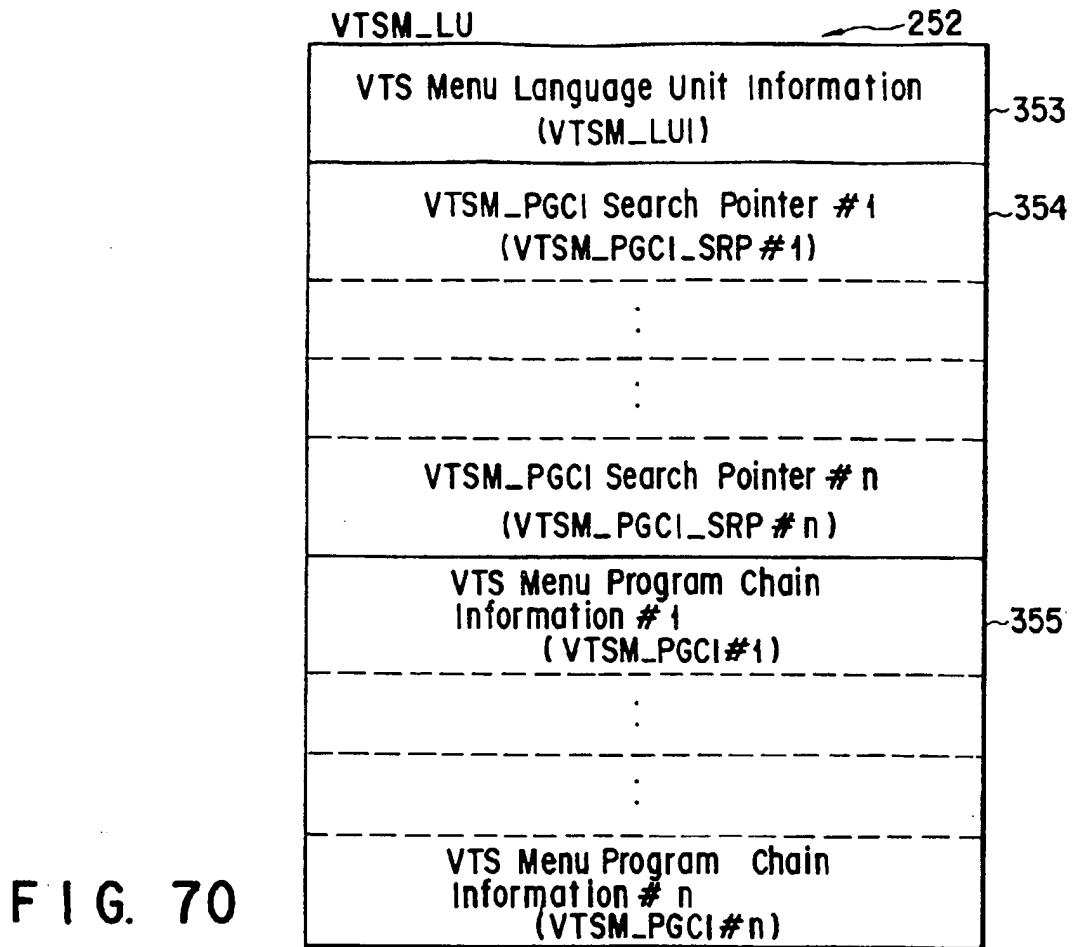 VTSM_LU
252
VTS Menu Language Unit Information
(VTSM_LUI)
353
VTSM_PGCI Search Pointer #1
(VTSM_PGCI_SRP#1)
354
VTSM_PGCI Search Pointer #n
(VTSM_PGCI_SRP#n)
VTS Menu Program Chain
Information #1
(VTSM_PGCI#1)
355
VTS Menu Program Chain
Information #n
(VTSM_PGCI#n)
FIG. 70